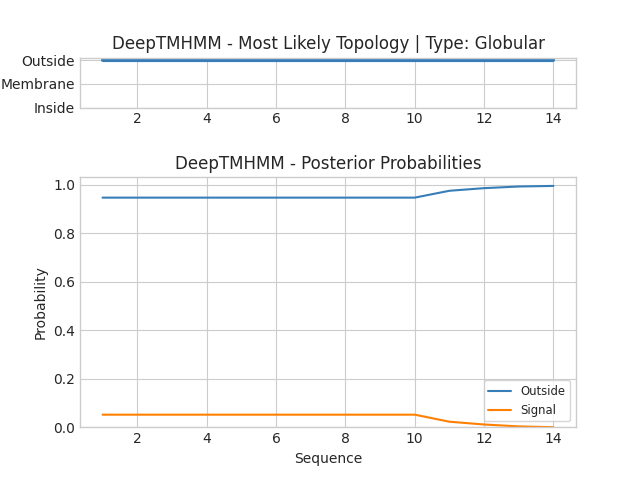 DeepTMHMM - Most Likely Topology | Type: Globular
Outside
Membrane
Inside
2 4 6 8 10 12 14
DeepTMHMM - Posterior Probabilities
1.0
0.8
0.6
0.4
0.2
0.0
Probability
Outside
Signal
2 4 6 8 10 12 14
Sequence